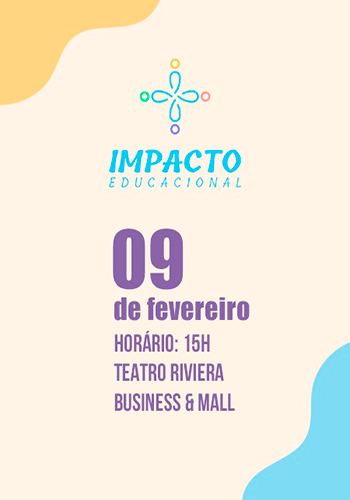 IMPACTO
EDUCACIONAL
09
de fevereiro
HORÁRIO: 15H
TEATRO RIVIERA
BUSINESS & MALL